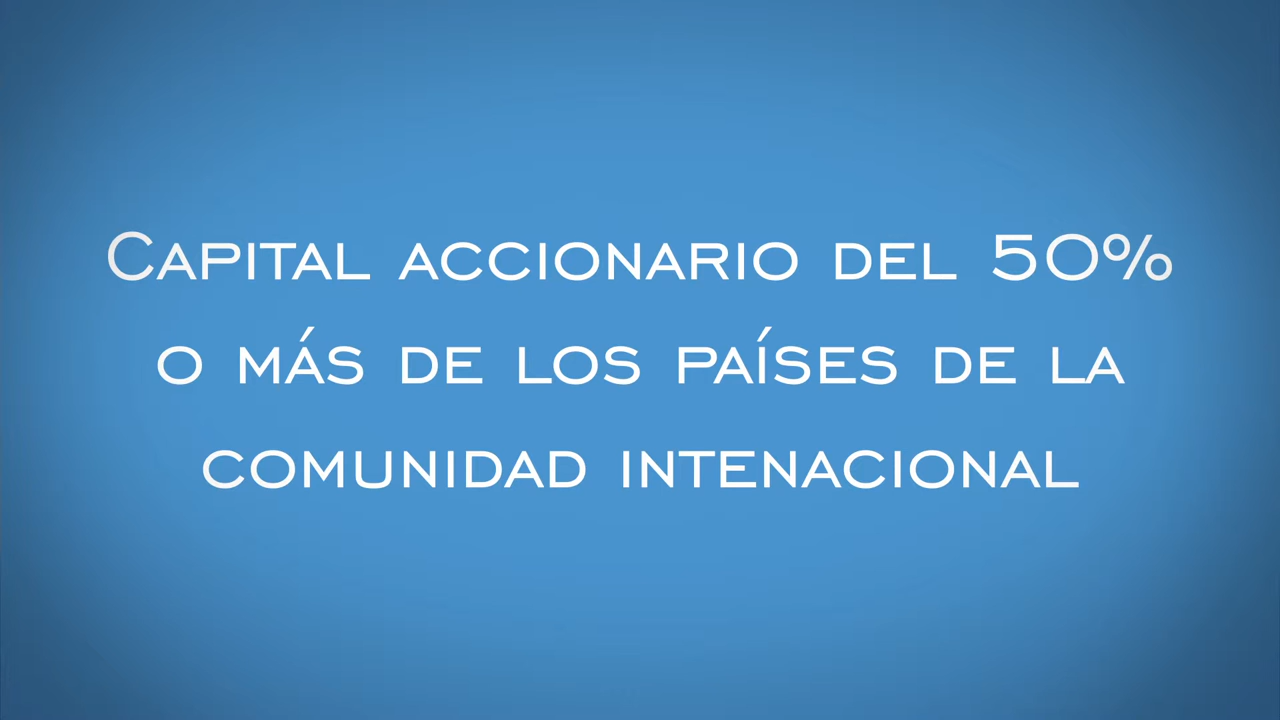 Capital accionario del 50%
o más de los países de la
comunidad intenacional